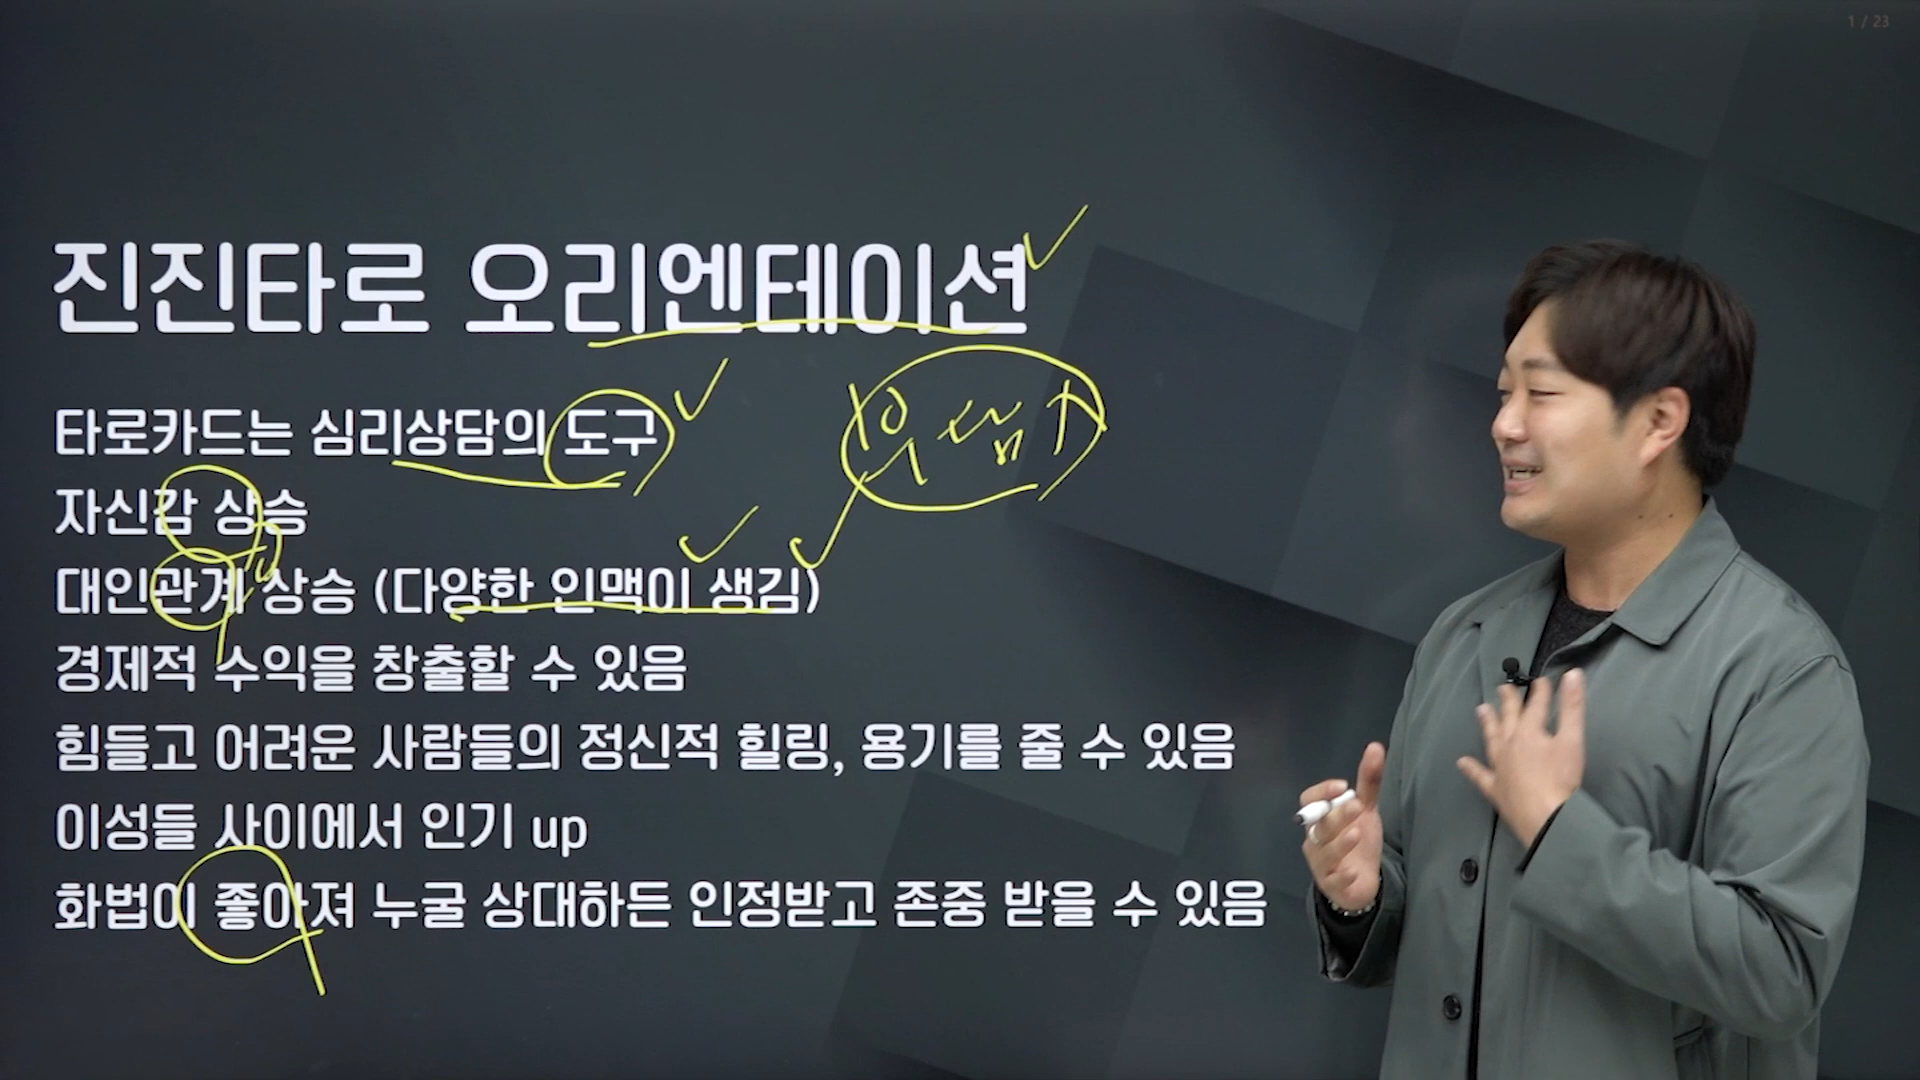 1 / 23
진진타로 오리엔테이션
타로카드는 심리상담의 도구
자신감 상승
대인관계 상승 (다양한 인맥이 생김)
경제적 수익을 창출할 수 있음
힘들고 어려운 사람들의 정신적 힐링, 용기를 줄 수 있음
이성들 사이에서 인기 up
화법이 좋아져 누굴 상대하든 인정받고 존중 받을 수 있음